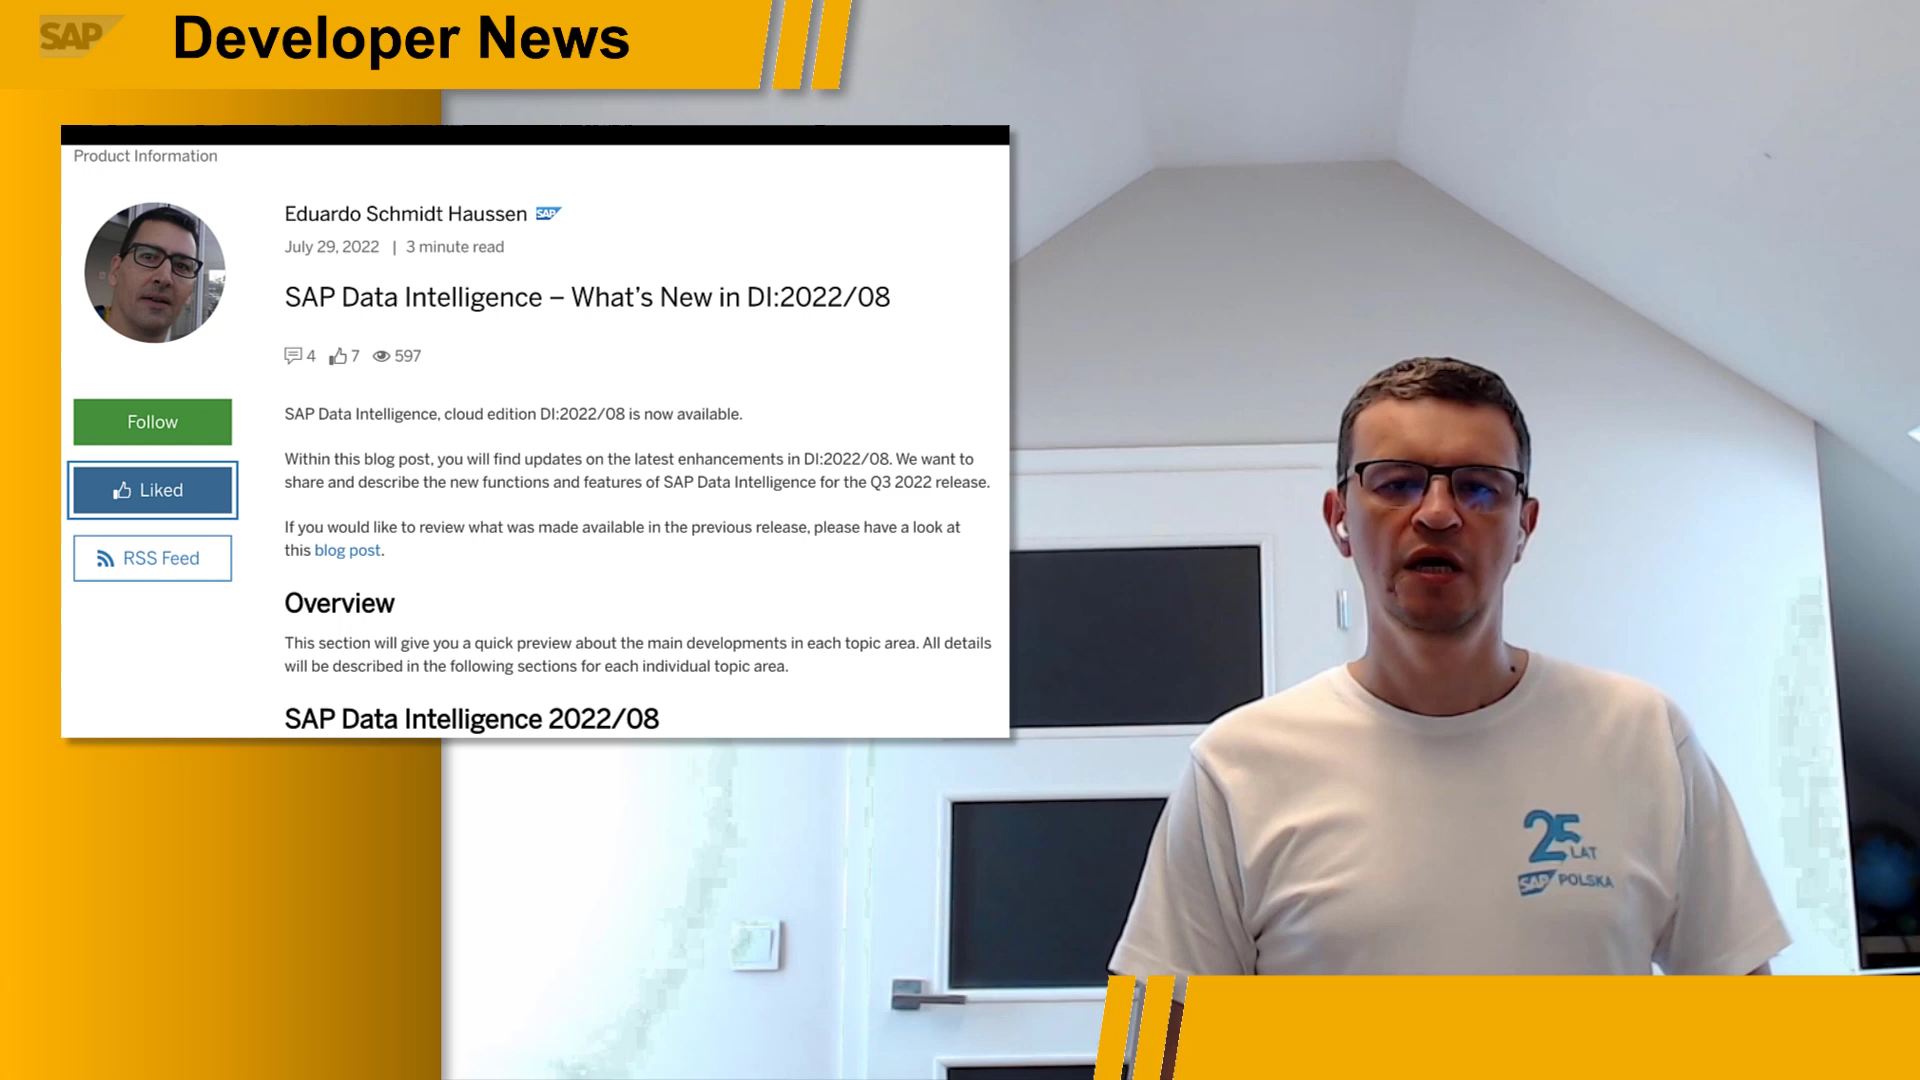 SAP Developer News
Product Information
Eduardo Schmidt Haussen SAP
July 29, 2022 | 3 minute read
SAP Data Intelligence – What's New in DI:2022/08
4 7 597
Follow
Liked
RSS Feed
SAP Data Intelligence, cloud edition DI:2022/08 is now available.
Within this blog post, you will find updates on the latest enhancements in DI:2022/08. We want to
share and describe the new functions and features of SAP Data Intelligence for the Q3 2022 release.
If you would like to review what was made available in the previous release, please have a look at
this blog post.
Overview
This section will give you a quick preview about the main developments in each topic area. All details
will be described in the following sections for each individual topic area.
SAP Data Intelligence 2022/08
25
LAT
SAP POLSKA